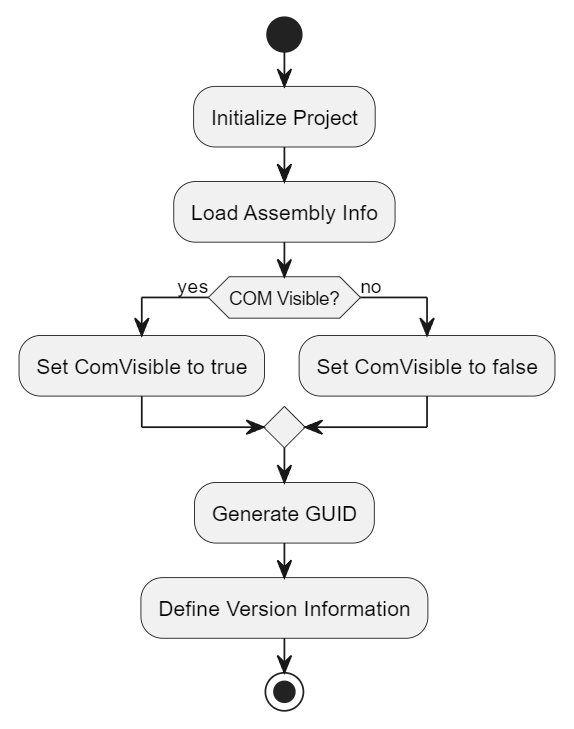 Initialize Project
Load Assembly Info
yes
COM Visible?
no
Set ComVisible to true
Set ComVisible to false
Generate GUID
Define Version Information